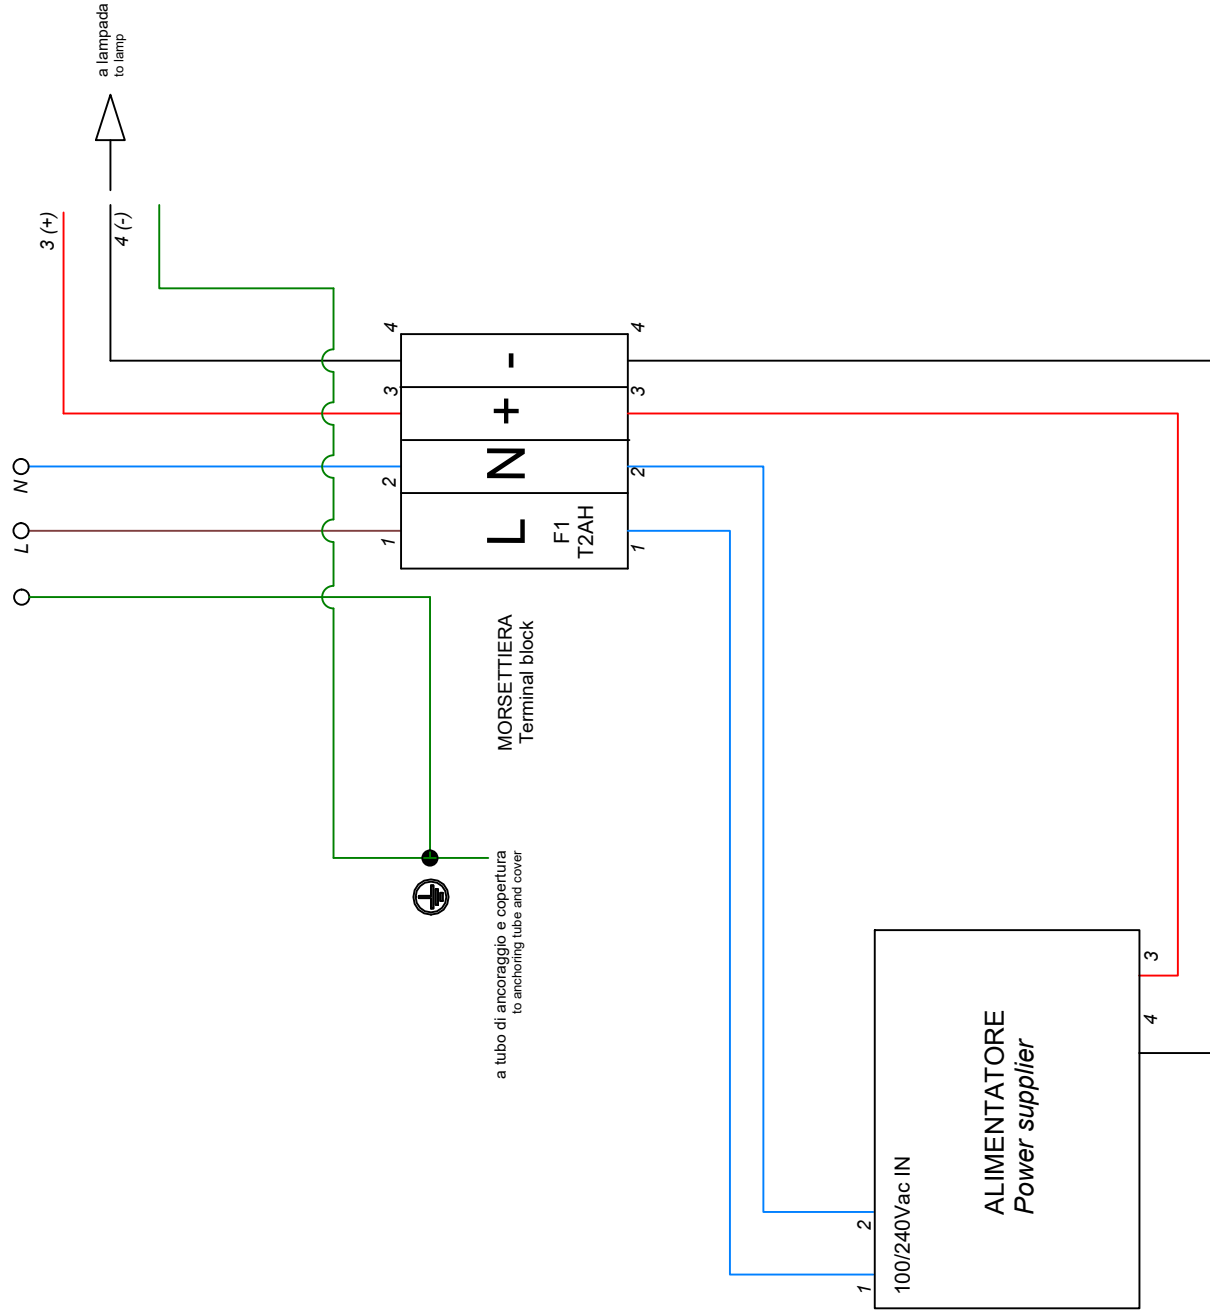 a lampada
to lamp
3 (+)
4 (-)
N
L
4
3
2
1
-
+
N
L
F1
T2AH
4
3
2
1
MORSETTIERA
Terminal block
a tubo di ancoraggio e copertura
to anchoring tube and cover
2
1
100/240Vac IN
ALIMENTATORE
Power supplier
3
4